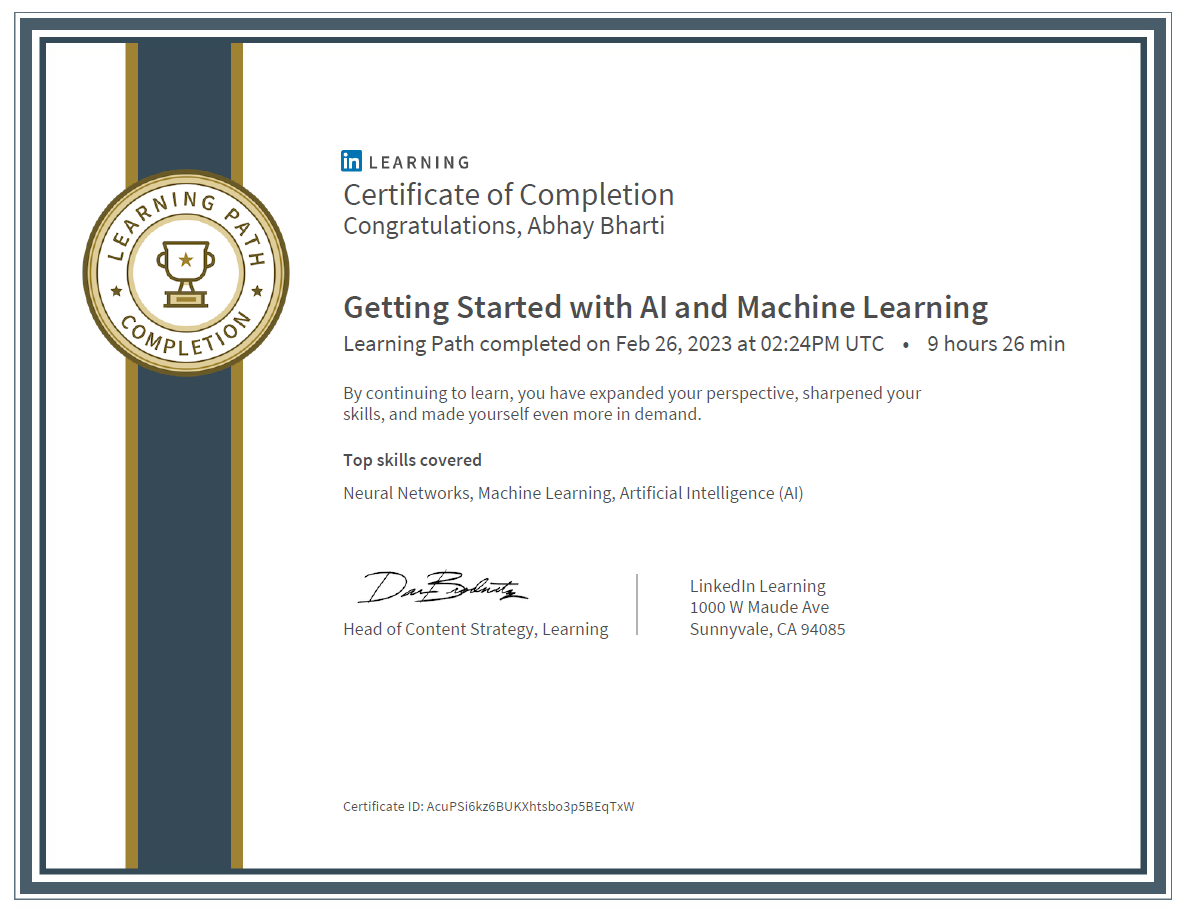 LEARNING PATH
COMPLETION
in LEARNING
Certificate of Completion
Congratulations, Abhay Bharti
Getting Started with AI and Machine Learning
Learning Path completed on Feb 26, 2023 at 02:24PM UTC • 9 hours 26 min
By continuing to learn, you have expanded your perspective, sharpened your
skills, and made yourself even more in demand.
Top skills covered
Neural Networks, Machine Learning, Artificial Intelligence (AI)
Head of Content Strategy, Learning
LinkedIn Learning
1000 W Maude Ave
Sunnyvale, CA 94085
Certificate ID: AcuPSi6kz6BUKXhtsbo3p5BEqTxW